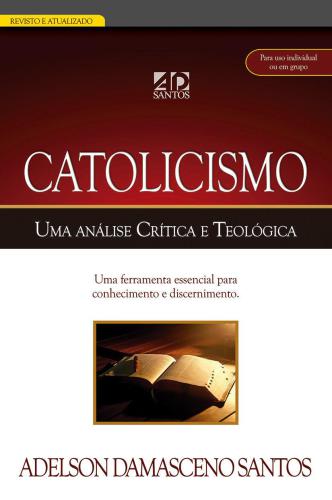 REVISTO E ATUALIZADO
Para uso individual
ou em grupo
AD
SANTOS
CATOLICISMO
UMA ANÁLISE CRÍTICA E TEOLÓGICA
Uma ferramenta essencial para
conhecimento e discernimento.
ADELSON DAMASCENO SANTOS